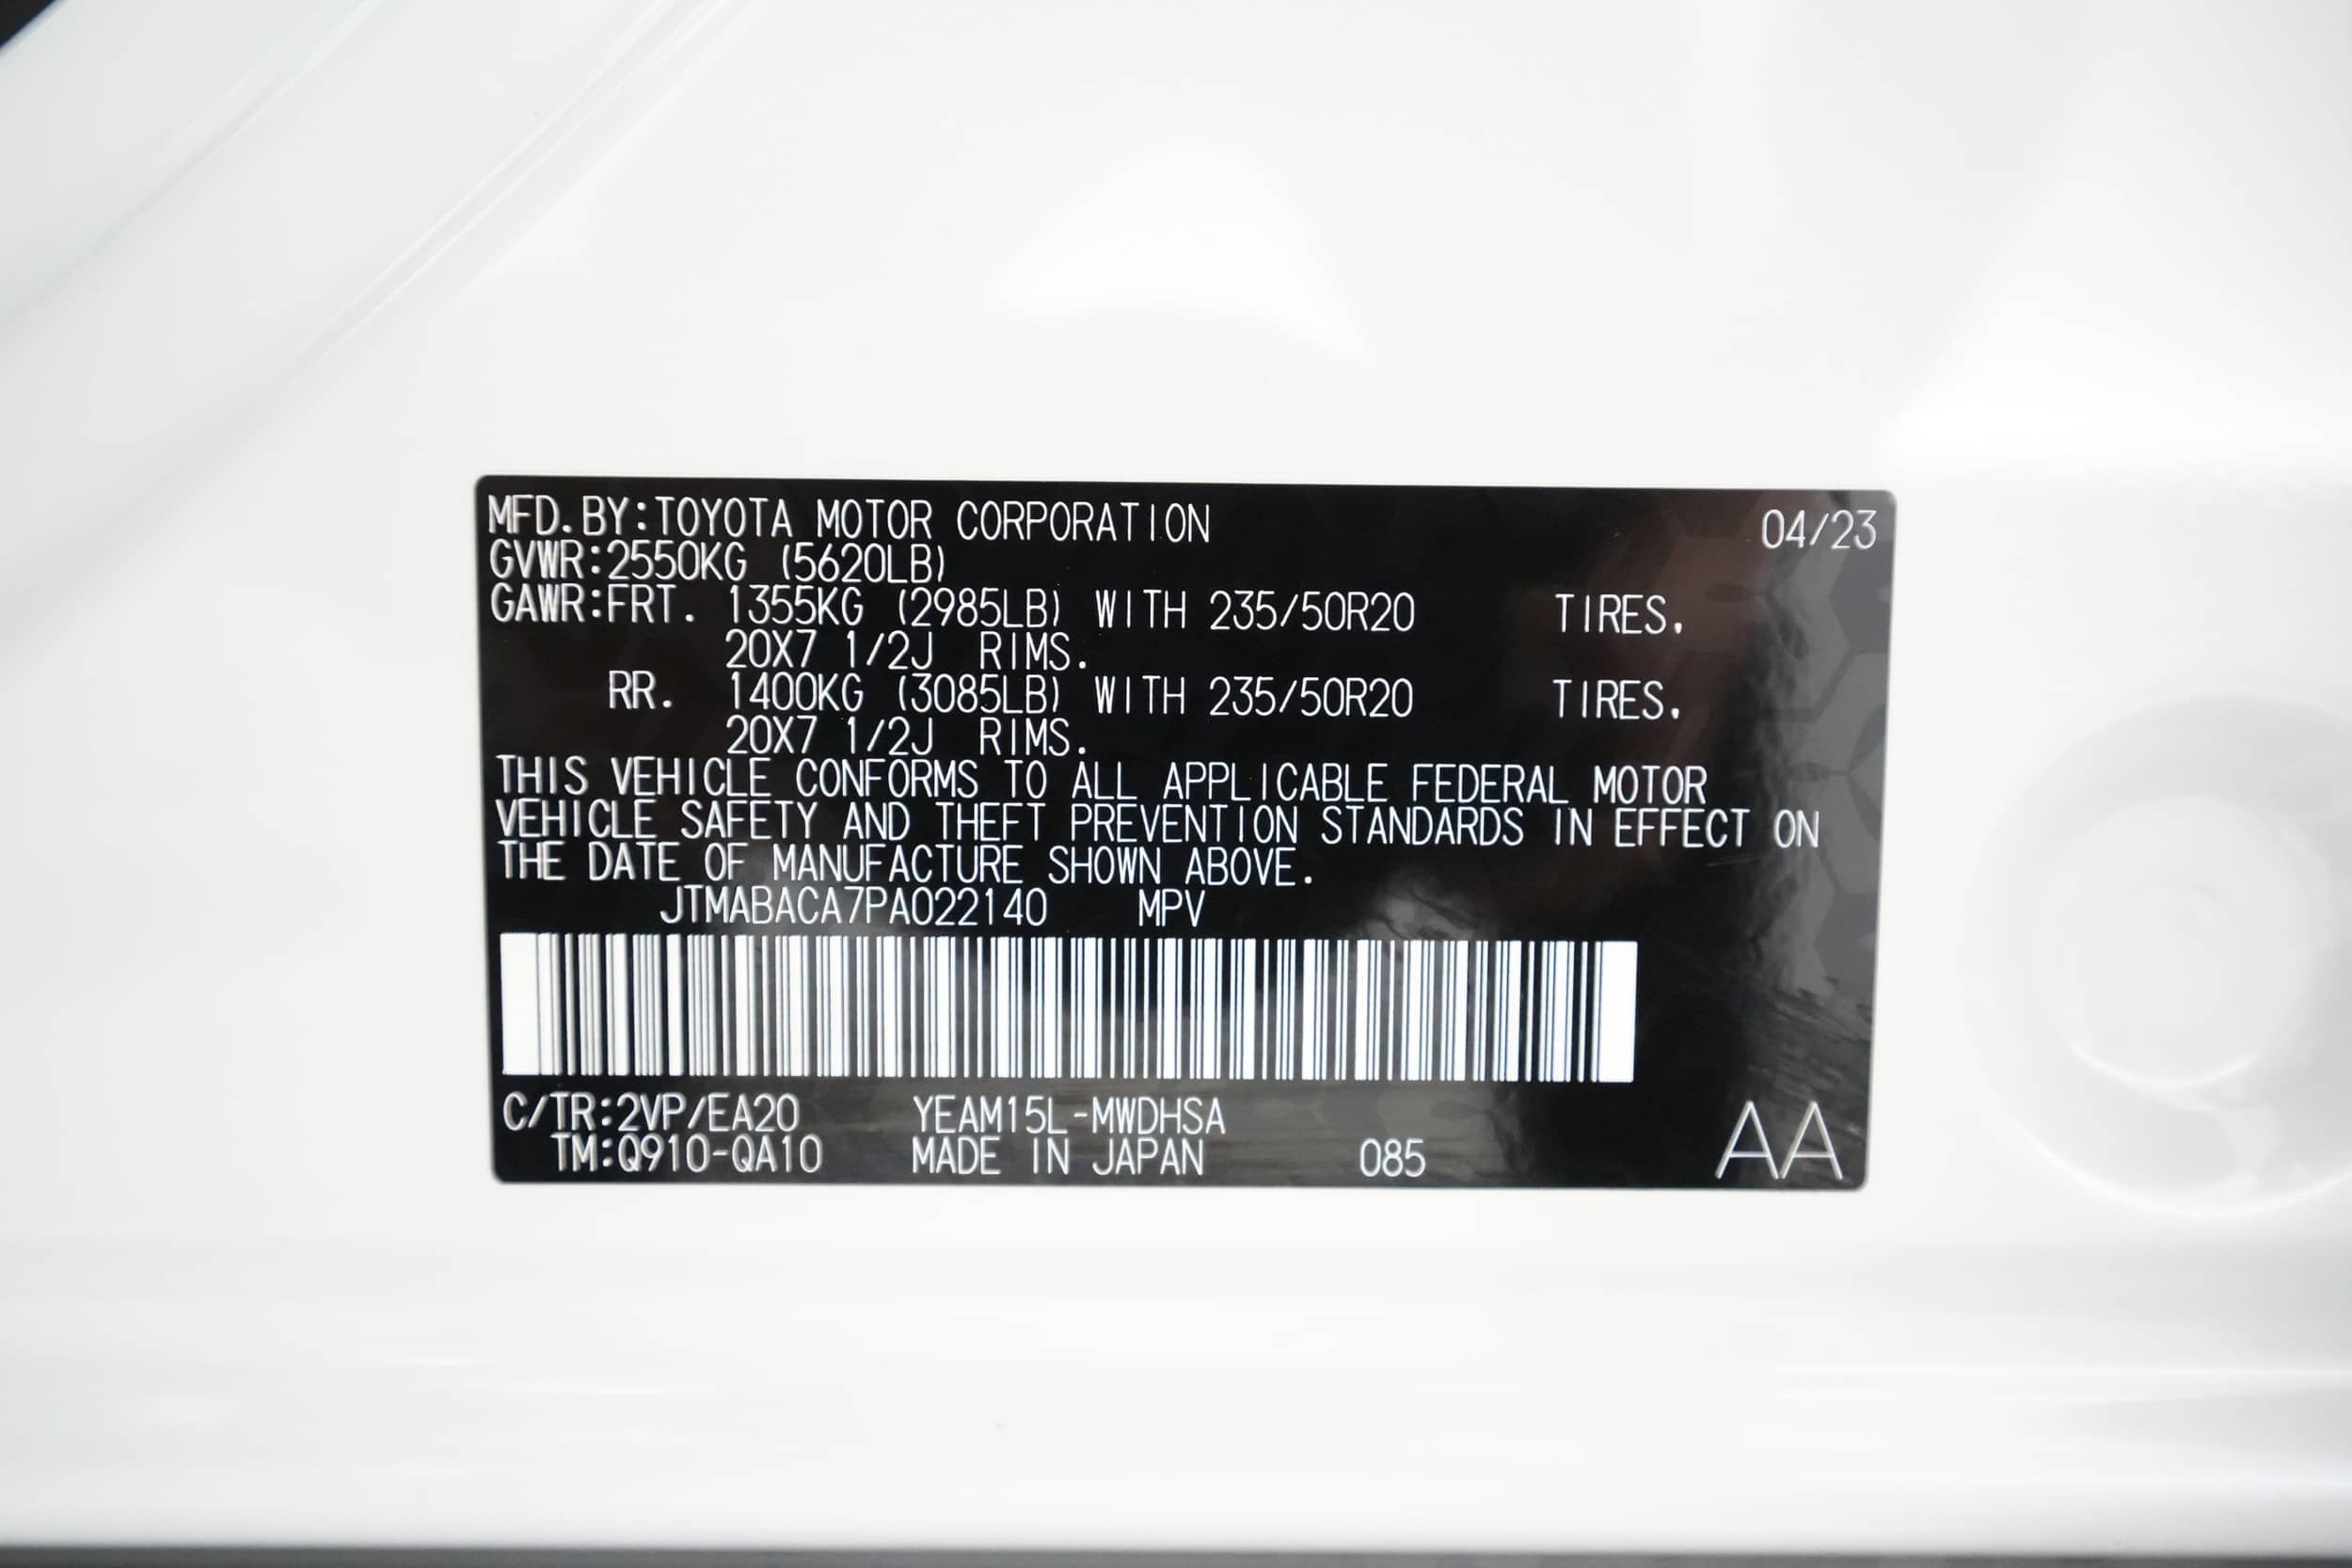 MFD.BY:TOYOTA MOTOR CORPORATION 04/23
GVWR:2550KG (5620LB)
GAWR:FRT. 1355KG (2985LB) WITH 235/50R20 TIRES.
20X7 1/2J RIMS.
RR. 1400KG (3085LB) WITH 235/50R20 TIRES.
20X7 1/2J RIMS.
THIS VEHICLE CONFORMS TO ALL APPLICABLE FEDERAL MOTOR
VEHICLE SAFETY AND THEFT PREVENTION STANDARDS IN EFFECT ON
THE DATE OF MANUFACTURE SHOWN ABOVE.
JTMABACA7PA022140 MPV
C/TR:2VP/EA20 YEAM15L-MWDHSA
TM:Q910-QA10 MADE IN JAPAN 085 AA